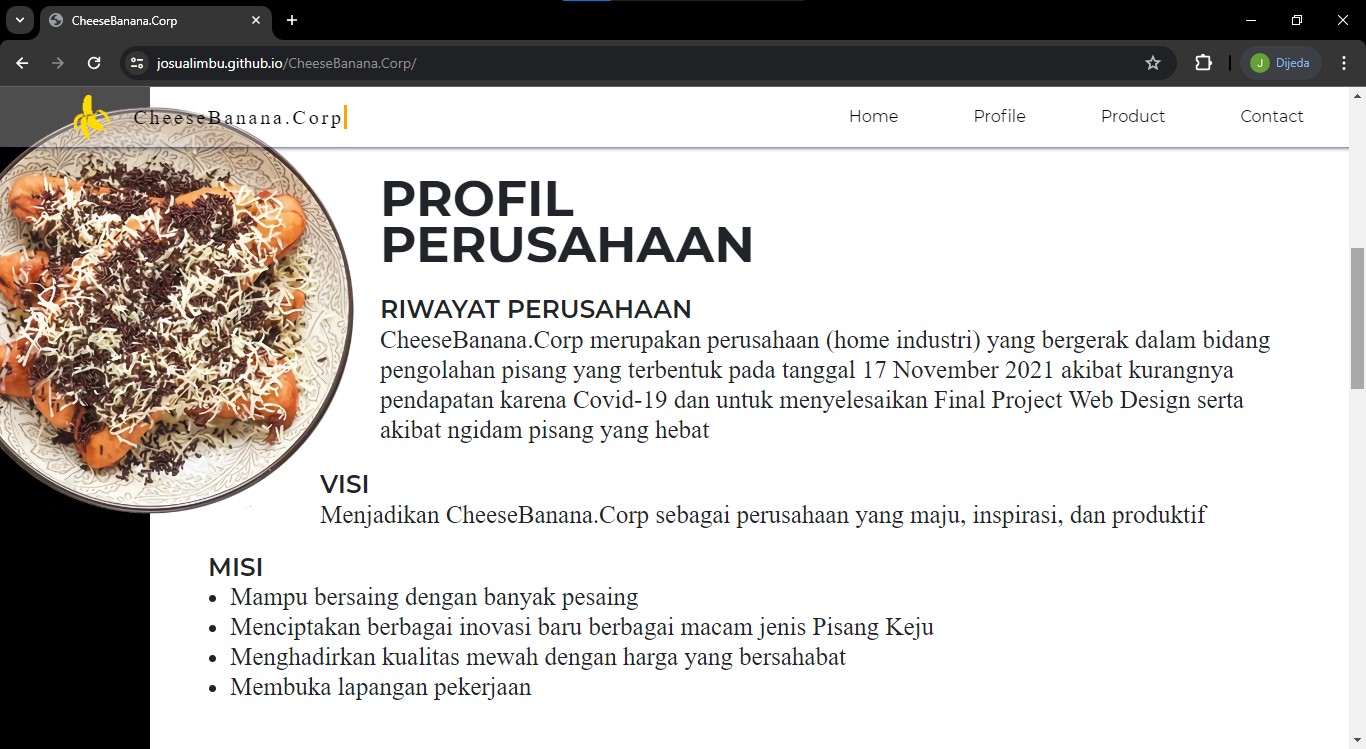 CheeseBanana.Corp
josualimbu.github.io/CheeseBanana.Corp/
J Dijeda
CheeseBanana.Corp
Home Profile Product Contact
PROFIL
PERUSAHAAN
RIWAYAT PERUSAHAAN
CheeseBanana.Corp merupakan perusahaan (home industri) yang bergerak dalam bidang
pengolahan pisang yang terbentuk pada tanggal 17 November 2021 akibat kurangnya
pendapatan karena Covid-19 dan untuk menyelesaikan Final Project Web Design serta
akibat ngidam pisang yang hebat
VISI
Menjadikan CheeseBanana.Corp sebagai perusahaan yang maju, inspirasi, dan produktif
MISI
• Mampu bersaing dengan banyak pesaing
• Menciptakan berbagai inovasi baru berbagai macam jenis Pisang Keju
• Menghadirkan kualitas mewah dengan harga yang bersahabat
• Membuka lapangan pekerjaan